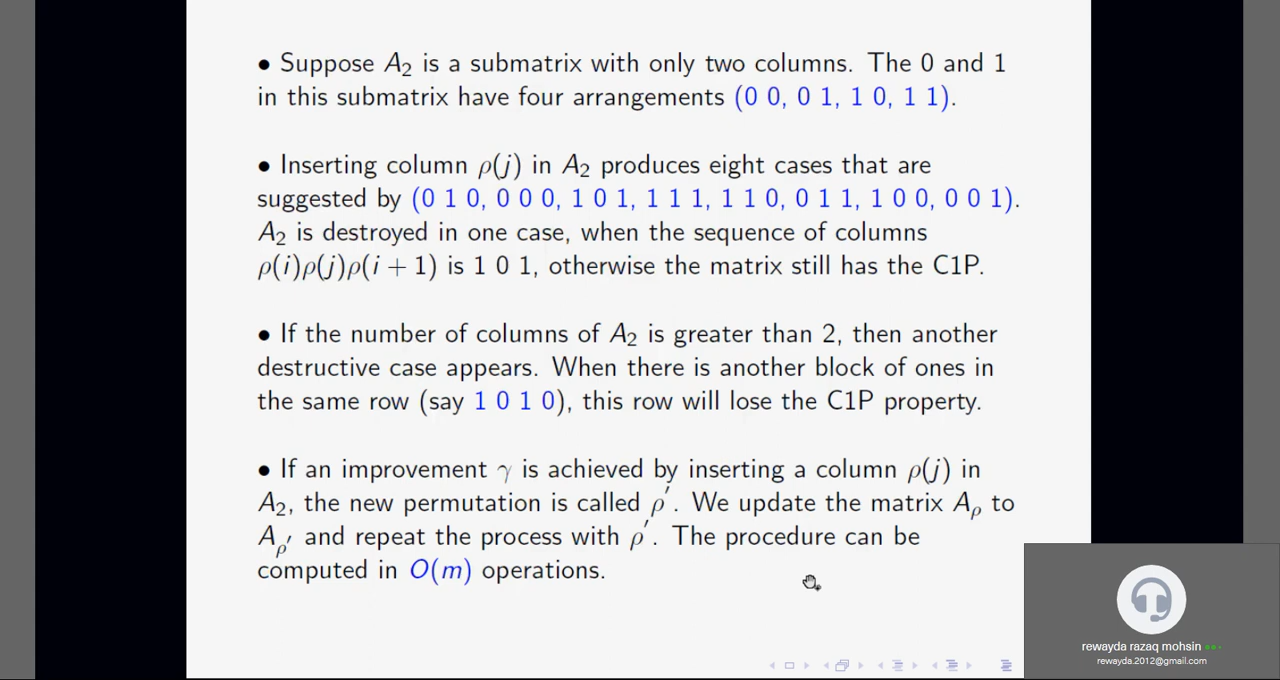 • Suppose A₂ is a submatrix with only two columns. The 0 and 1
in this submatrix have four arrangements (0 0, 0 1, 1 0, 1 1).
• Inserting column ρ(j) in A₂ produces eight cases that are
suggested by (0 1 0, 0 0 0, 1 0 1, 1 1 1, 1 1 0, 0 1 1, 1 0 0, 0 0 1).
A₂ is destroyed in one case, when the sequence of columns
ρ(i)ρ(j)ρ(i + 1) is 1 0 1, otherwise the matrix still has the C1P.
• If the number of columns of A₂ is greater than 2, then another
destructive case appears. When there is another block of ones in
the same row (say 1 0 1 0), this row will lose the C1P property.
• If an improvement γ is achieved by inserting a column ρ(j) in
A₂, the new permutation is called ρ′. We update the matrix Aρ to
Aρ′ and repeat the process with ρ′. The procedure can be
computed in O(m) operations.
rewayda razaq mohsin
rewayda.2012@gmail.com